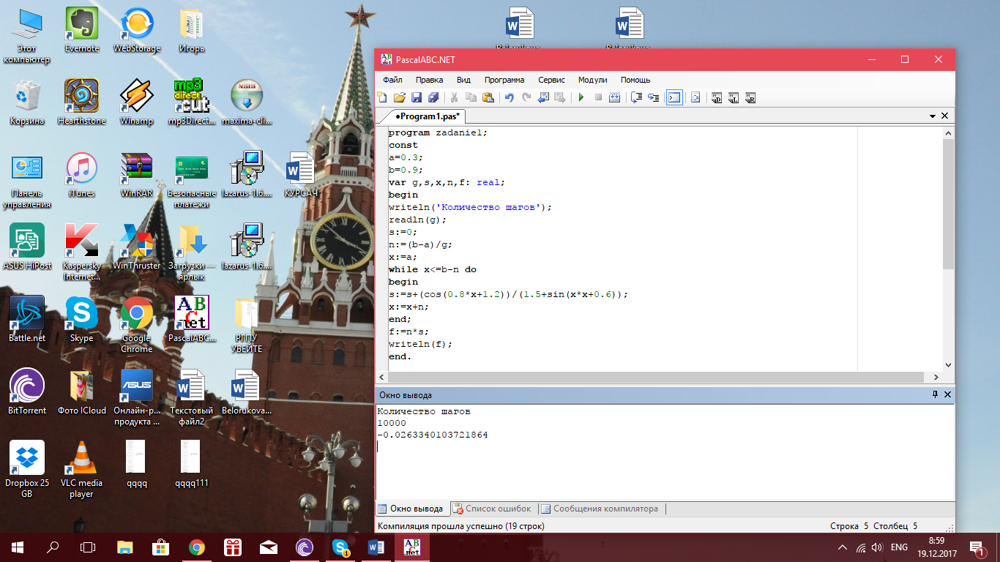 Этот компьютер
Evernote
WebStorage
Игорь
Корзина
Hearthstone
Winamp
mp3Direct...
maxima-cli...
Панель управления
iTunes
WinRAR
Безопасные платежи
lazarus-1.6....
КУРСАЧ
ASUS HiPost
Kaspersky Internet...
WinThruster
Загрузки — ярлык
lazarus-1.6....
Battle.net
Skype
Google Chrome
PascalABC...
РГПУ УБЕЙТЕ
BitTorrent
Фото ICloud
Онлайн-р... продукта ...
Текстовый файл2
Belorukova...
Dropbox 25 GB
VLC media player
qqqq
qqqq111
Belorukova
Belorukova
PascalABC.NET
Файл Правка Вид Программа Сервис Модули Помощь
•Program1.pas*
program zadanie1;
const
a=0.3;
b=0.9;
var g,s,x,n,f: real;
begin
writeln('Количество шагов');
readln(g);
s:=0;
n:=(b-a)/g;
x:=a;
while x<=b-n do
begin
s:=s+(cos(0.8*x+1.2))/(1.5+sin(x*x+0.6));
x:=x+n;
end;
f:=n*s;
writeln(f);
end.
Окно вывода
Количество шагов
10000
-0.0263340103721864
Окно вывода Список ошибок Сообщения компилятора
Компиляция прошла успешно (19 строк)
Строка 5 Столбец 5
ENG
8:59
19.12.2017